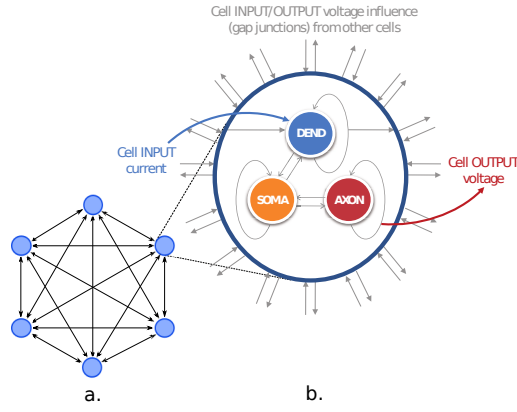 Cell INPUT/OUTPUT voltage influence
(gap junctions) from other cells
DEND
Cell INPUT
current
Cell OUTPUT
voltage
SOMA
AXON
a.
b.